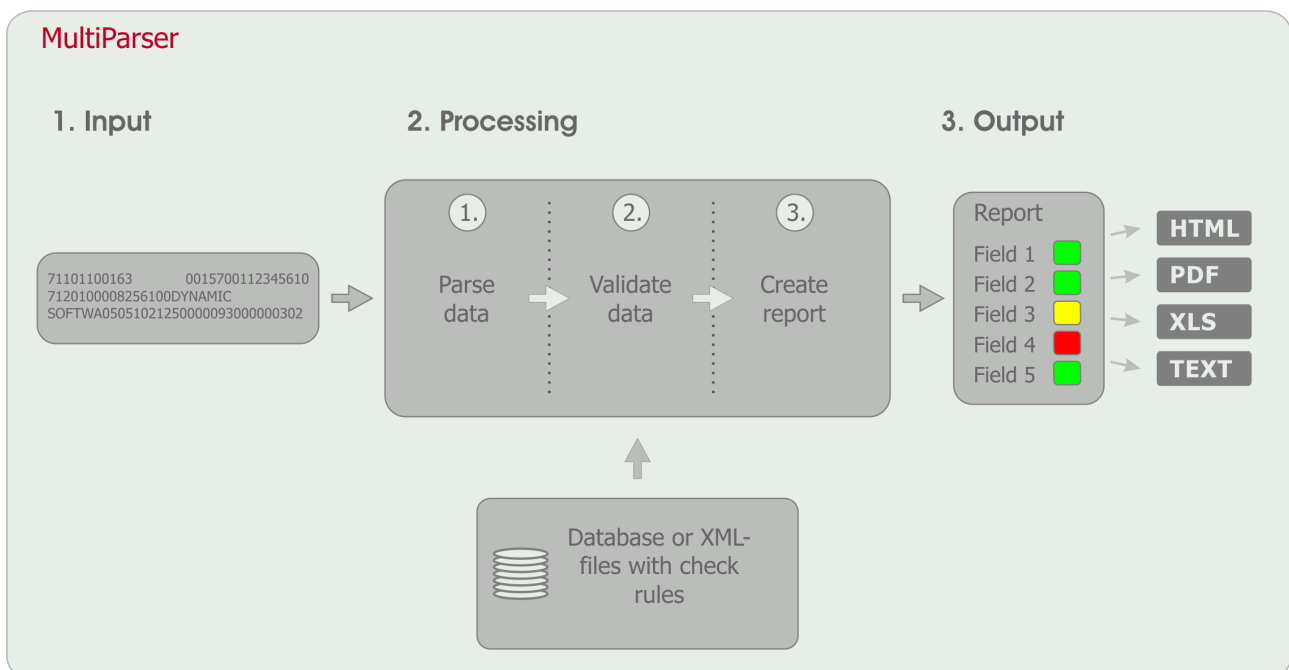 MultiParser
1. Input
2. Processing
3. Output
71101100163 0015700112345610
7120100008256100DYNAMIC
SOFTWA05051021250000093000000302
1.
Parse
data
2.
Validate
data
3.
Create
report
Database or XML-
files with check
rules
Report
Field 1
Field 2
Field 3
Field 4
Field 5
HTML
PDF
XLS
TEXT